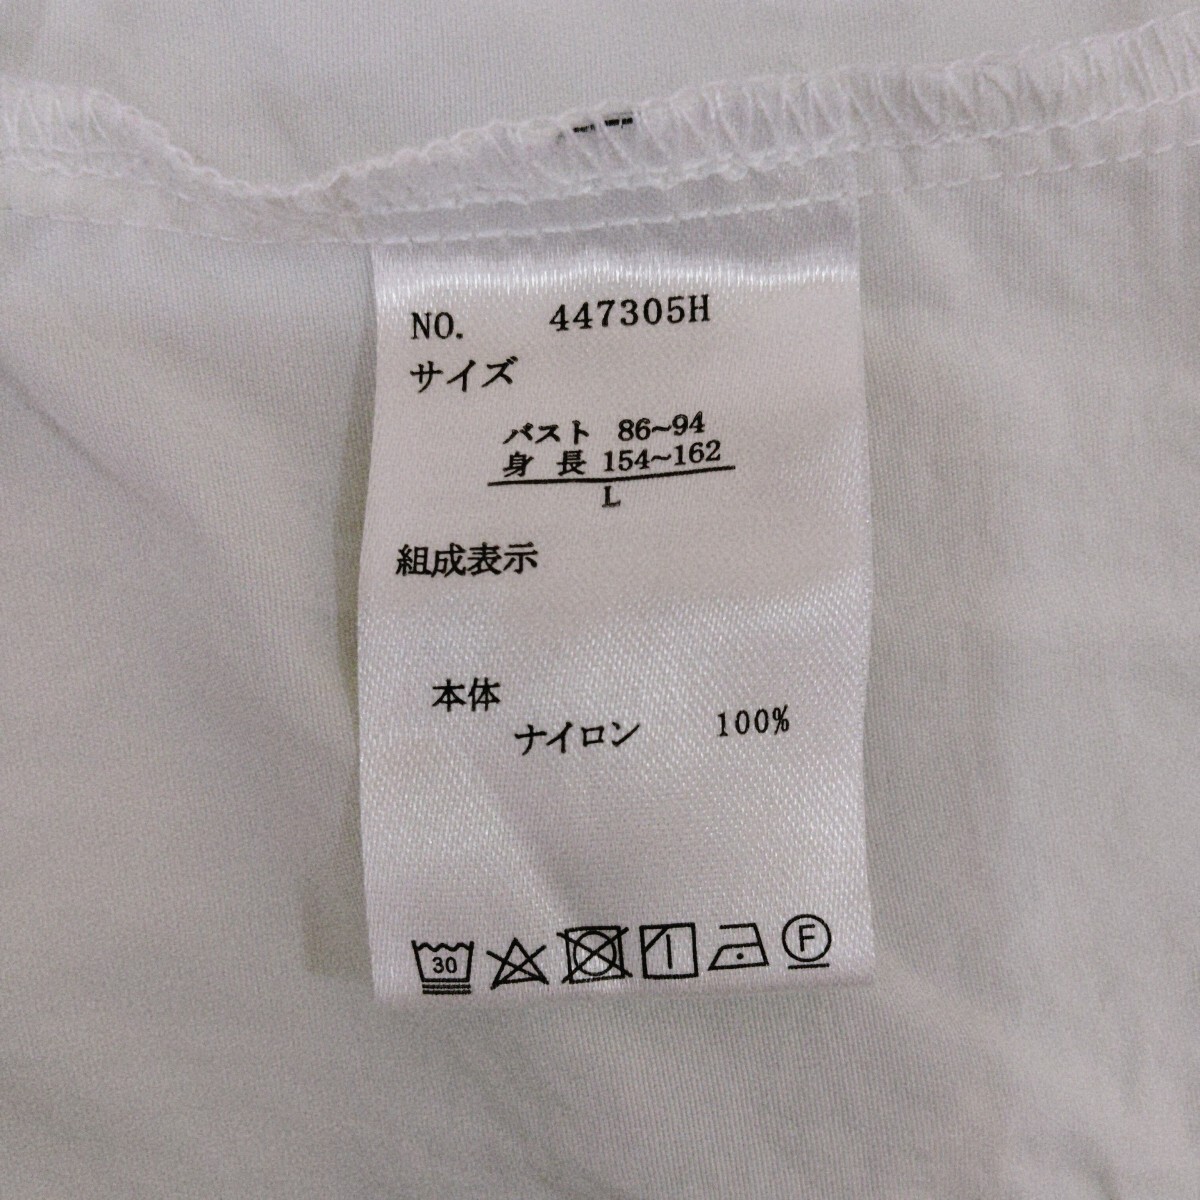 NO. 447305H
サイズ
バスト 86~94
身 長 154~162
L
組成表示
本体
ナイロン 100%
30
F